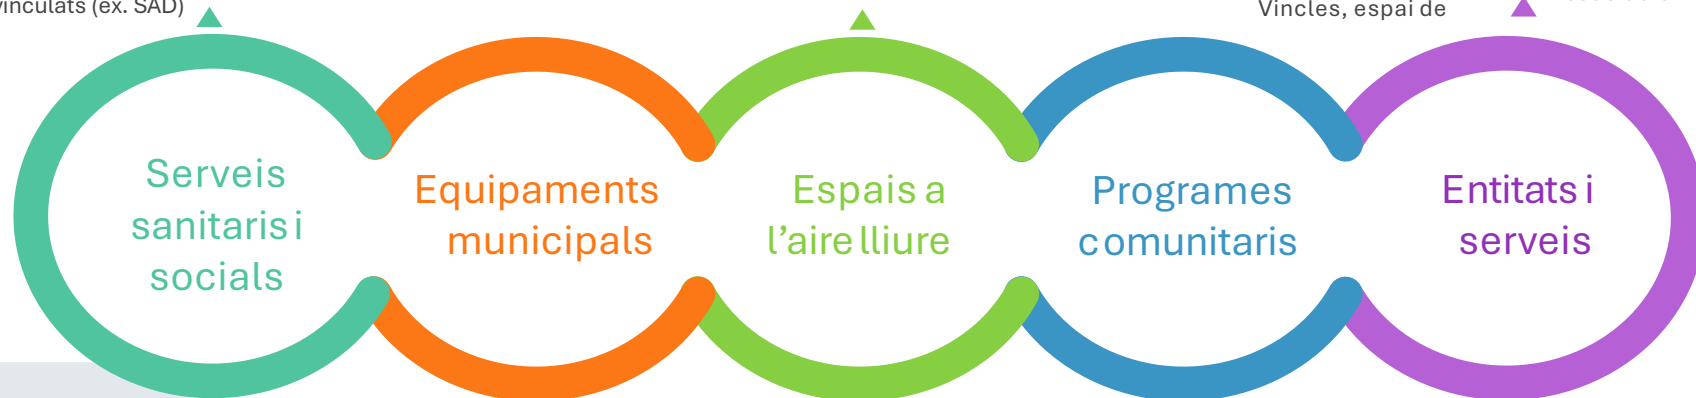 vinculats (ex. SAD)
Vincles, espai de
Serveis
sanitaris i
socials
Equipaments
municipals
Espais a
l’aire lliure
Programes
comunitaris
Entitats i
serveis